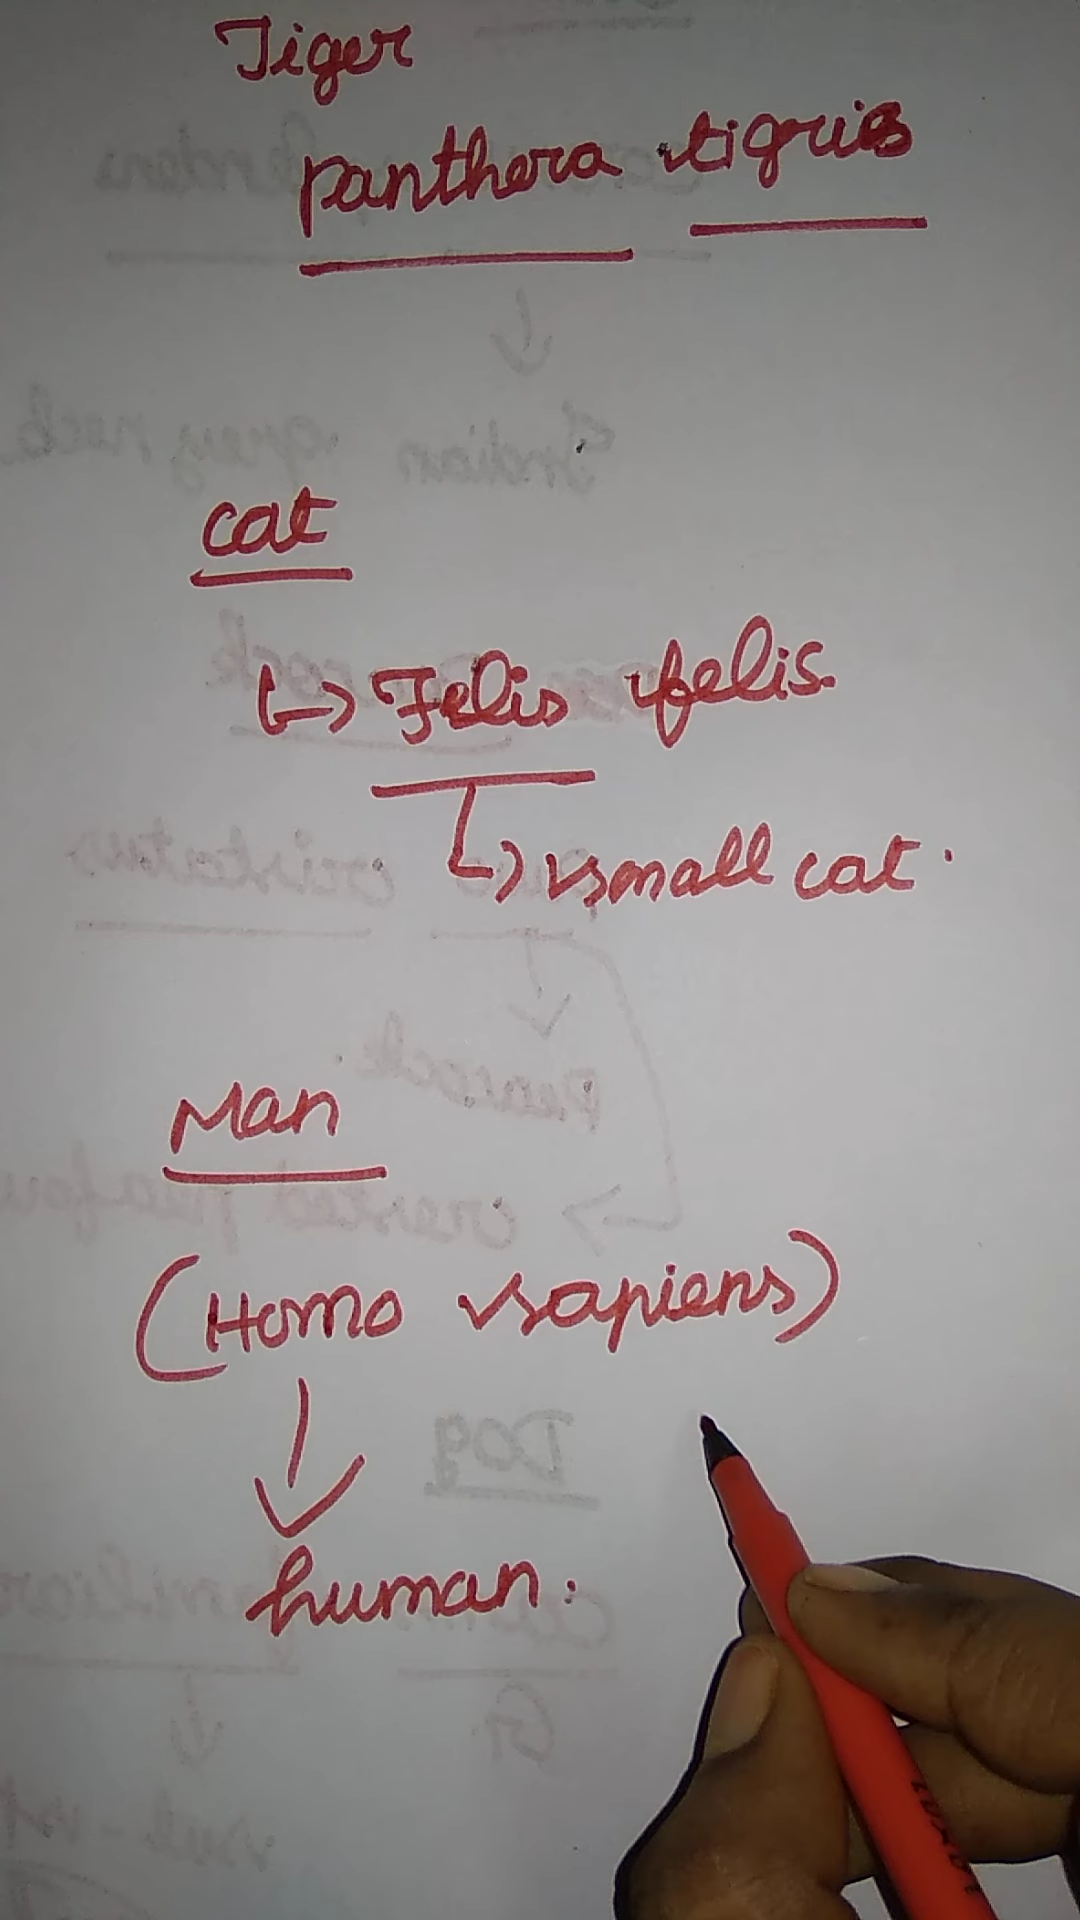 Tiger
Panthera tigris
cat
↳ Felis felis.
↳ small cat.
Man
(Homo sapiens)
↓
human.